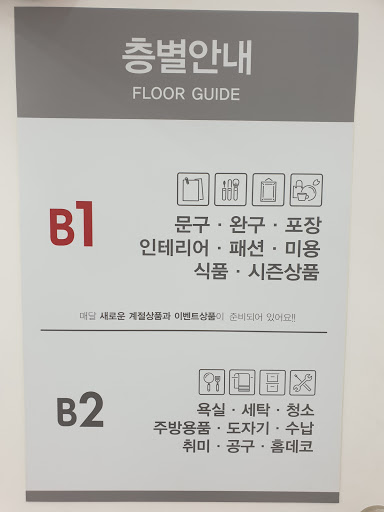 층별안내
FLOOR GUIDE
B1
문구 · 완구 · 포장
인테리어 · 패션 · 미용
식품 · 시즌상품
매달 새로운 계절상품과 이벤트상품이 준비되어 있어요!!
B2
욕실 · 세탁 · 청소
주방용품 · 도자기 · 수납
취미 · 공구 · 홈데코